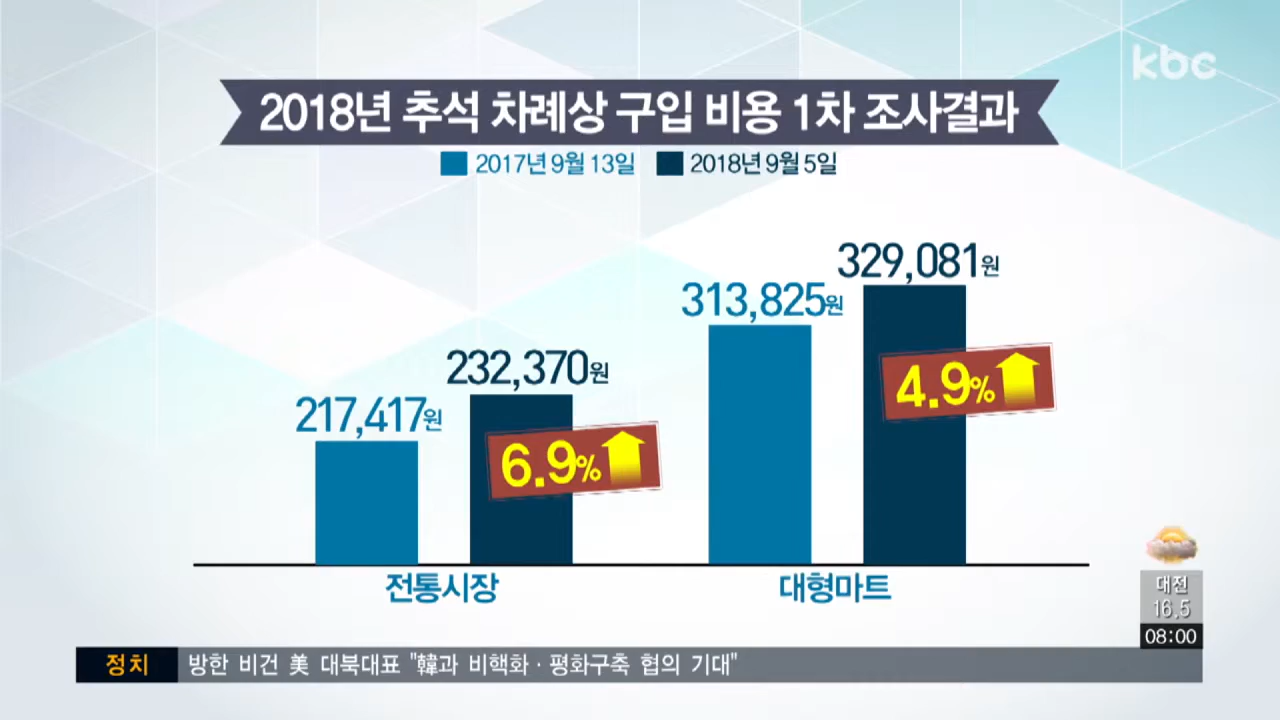 kbc
2018년 추석 차례상 구입 비용 1차 조사결과
2017년 9월 13일 2018년 9월 5일
329,081원
313,825원
232,370원
4.9%
217,417원
6.9%
전통시장 대형마트
대전
16.5
08:00
정치 방한 비건 美 대북대표 "韓과 비핵화·평화구축 협의 기대"